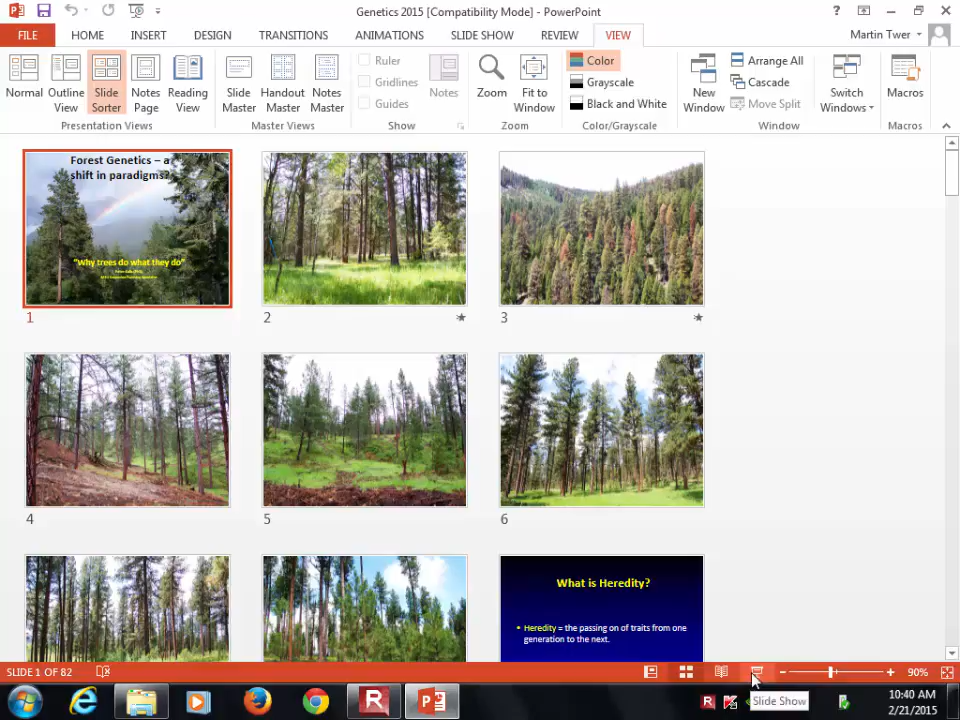 Genetics 2015 [Compatibility Mode] - PowerPoint
FILE HOME INSERT DESIGN TRANSITIONS ANIMATIONS SLIDE SHOW REVIEW VIEW Martin Twer
Normal Outline View Slide Sorter Notes Page Reading View
Presentation Views
Slide Master Handout Master Notes Master
Master Views
Ruler
Gridlines
Guides
Notes
Show
Zoom Fit to Window
Zoom
Color
Grayscale
Black and White
Color/Grayscale
New Window
Arrange All
Cascade
Move Split
Switch Windows
Window
Macros
Macros
Forest Genetics – a
shift in paradigms?
"Why trees do what they do"
1
2
3
4
5
6
What is Heredity?
• Heredity = the passing on of traits from one
generation to the next.
SLIDE 1 OF 82
90%
Slide Show
10:40 AM
2/21/2015